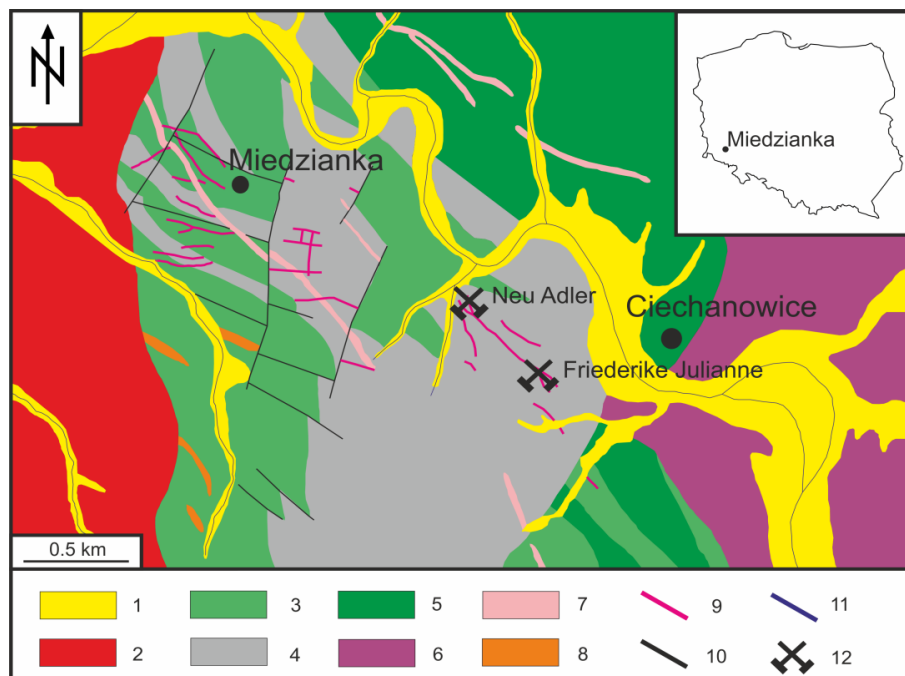 N
Miedzianka
Miedzianka
Neu Adler
Ciechanowice
Friederike Julianne
0.5 km
1 3 5 7 9 11
2 4 6 8 10 12